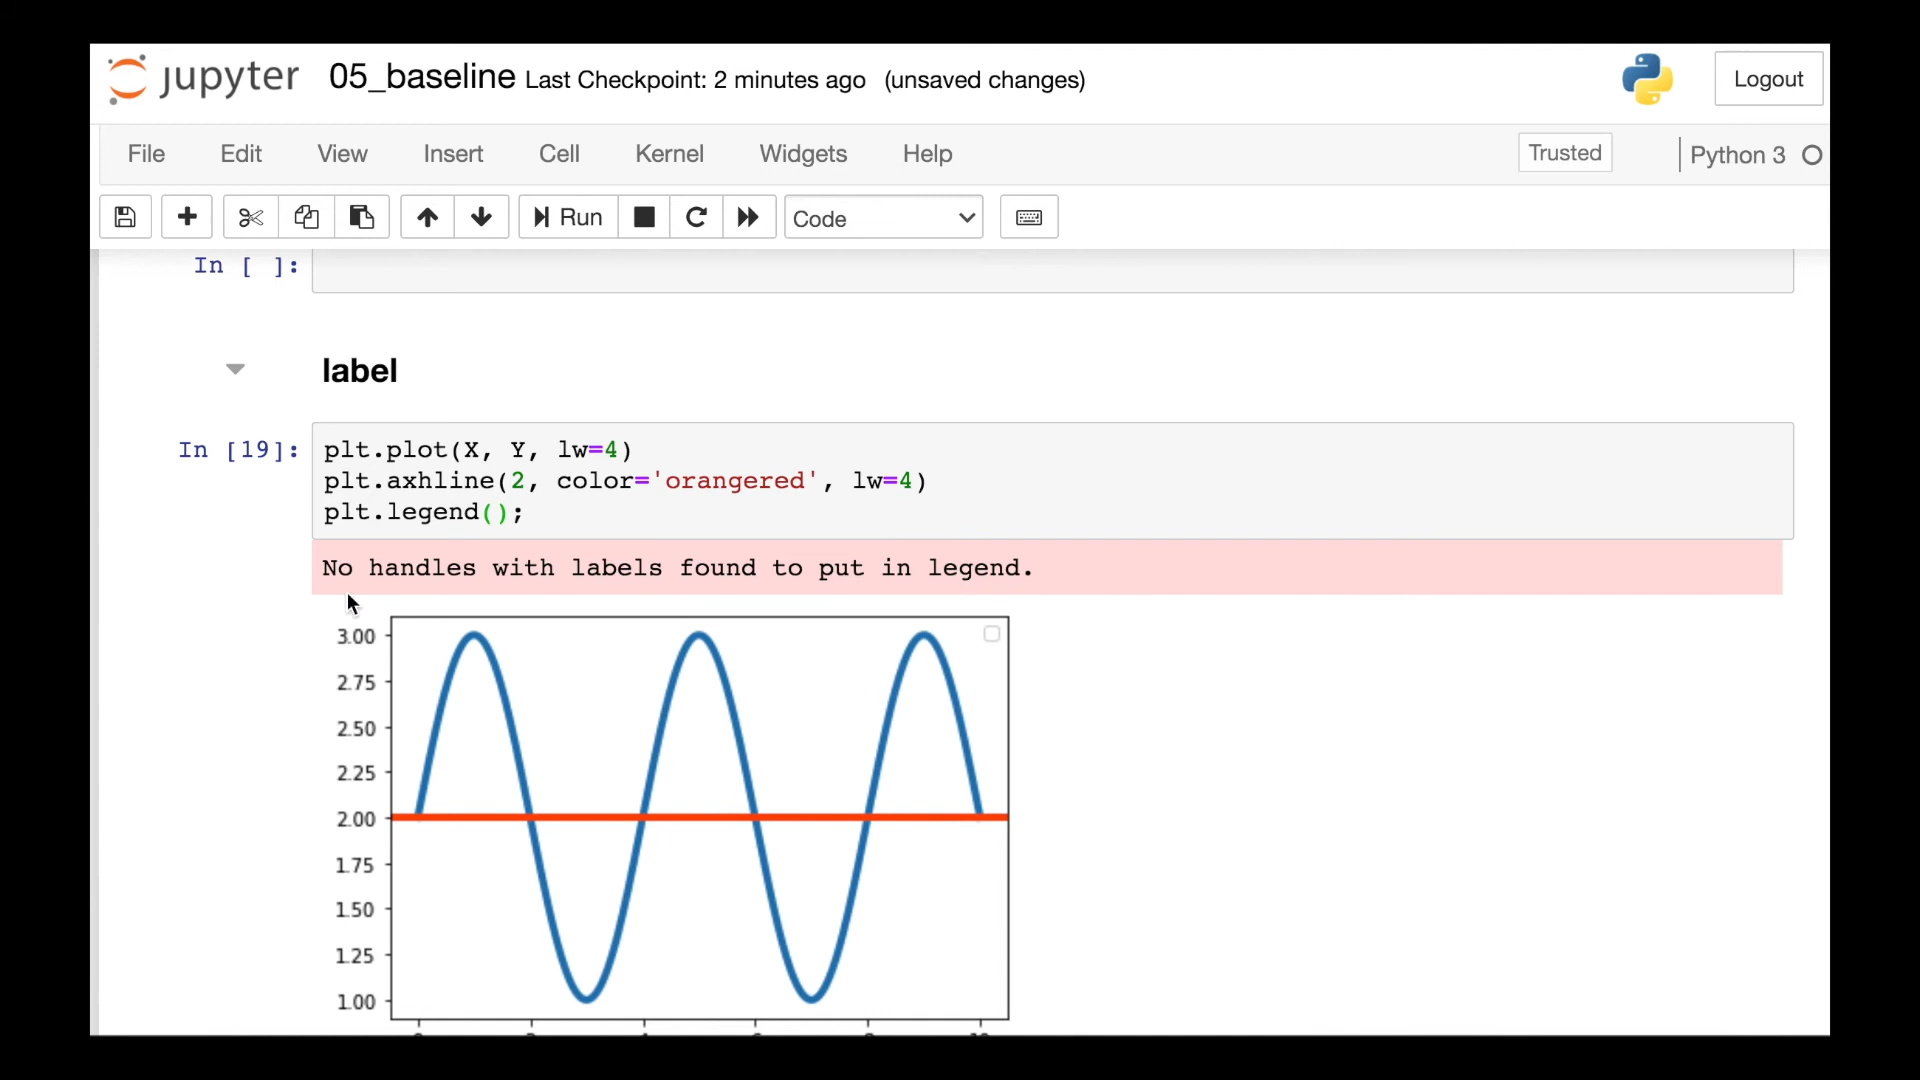 jupyter 05_baseline Last Checkpoint: 2 minutes ago (unsaved changes)
Logout
File Edit View Insert Cell Kernel Widgets Help
Trusted
Python 3
Run
Code
In [ ]:
label
In [19]:
plt.plot(X, Y, lw=4)
plt.axhline(2, color='orangered', lw=4)
plt.legend();
No handles with labels found to put in legend.
3.00
2.75
2.50
2.25
2.00
1.75
1.50
1.25
1.00